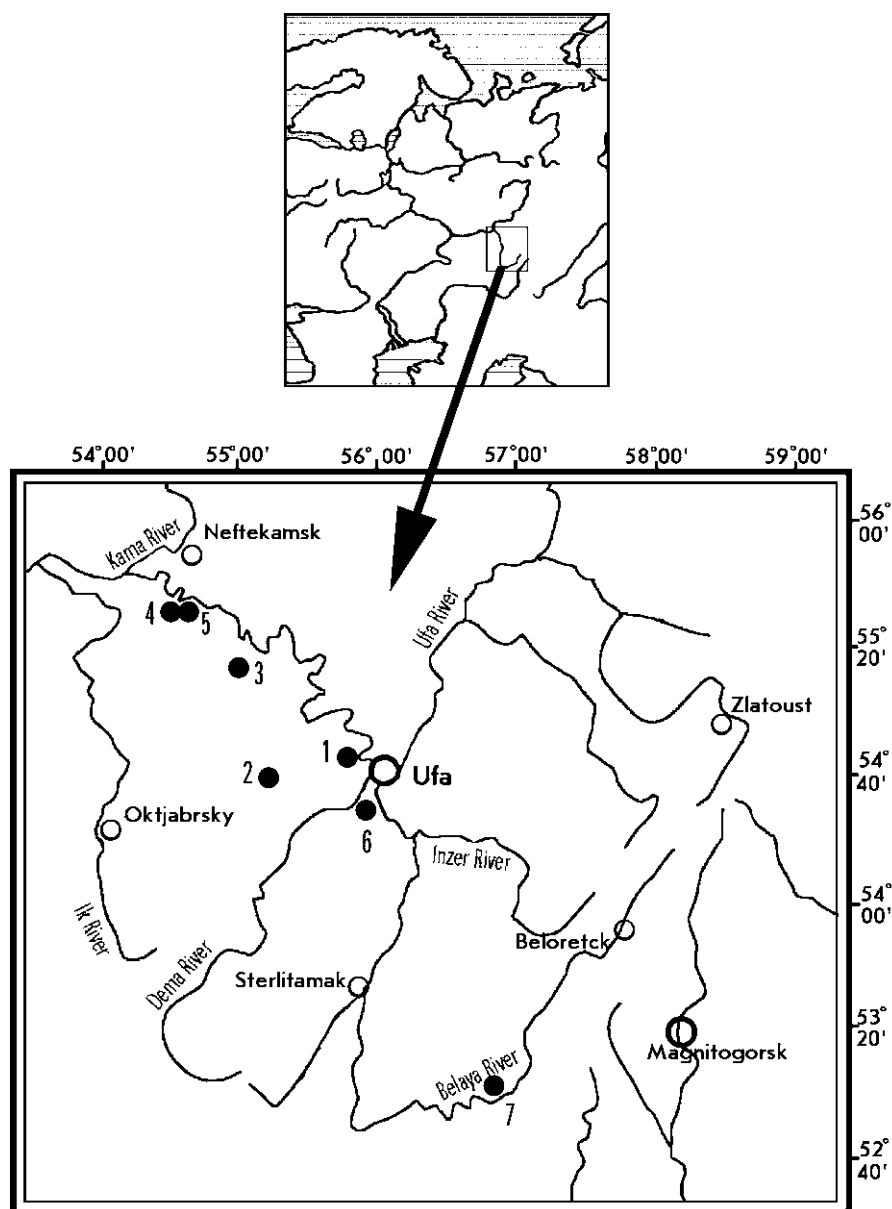 54°00' 55°00' 56°00' 57°00' 58°00' 59°00'
56°
00'
Kama River
Neftekamsk
4 5
Ufa River
55°
20'
3
Zlatoust
1
2
Ufa
54°
40'
Oktjabrsky
6
Inzer River
54°
00'
Ik River
Beloretck
Dema River
Sterlitamak
53°
20'
Magnitogorsk
Belaya River
7
52°
40'